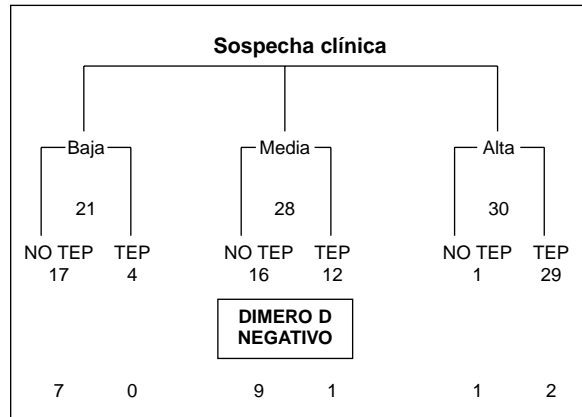 Sospecha clínica
Baja Media Alta
21 28 30
NO TEP TEP NO TEP TEP NO TEP TEP
17 4 16 12 1 29
DIMERO D
NEGATIVO
7 0 9 1 1 2